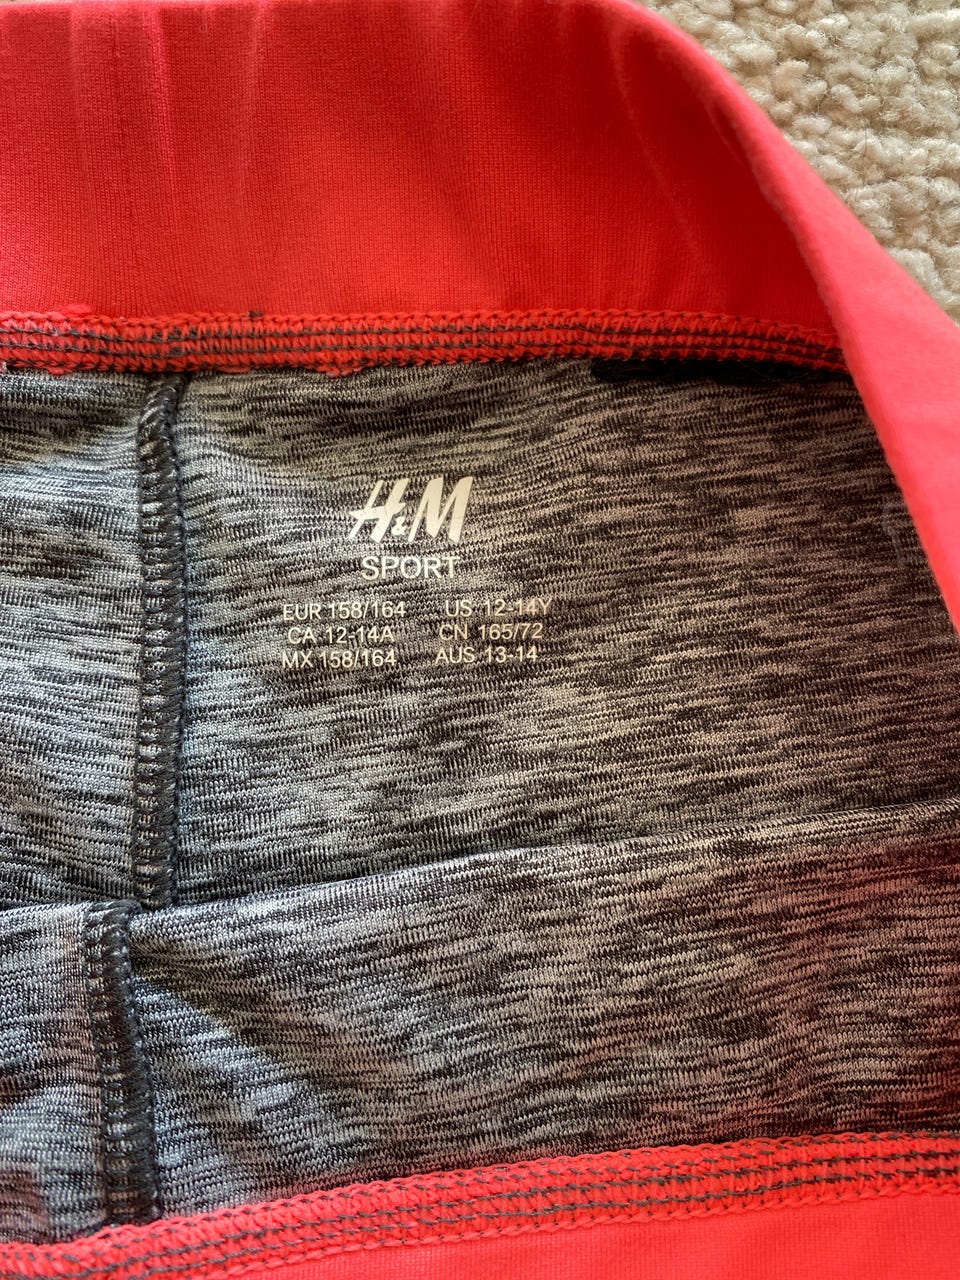 H&M
SPORT
EUR 158/164 US 12-14Y
CA 12-14A CN 165/72
MX 158/164 AUS 13-14